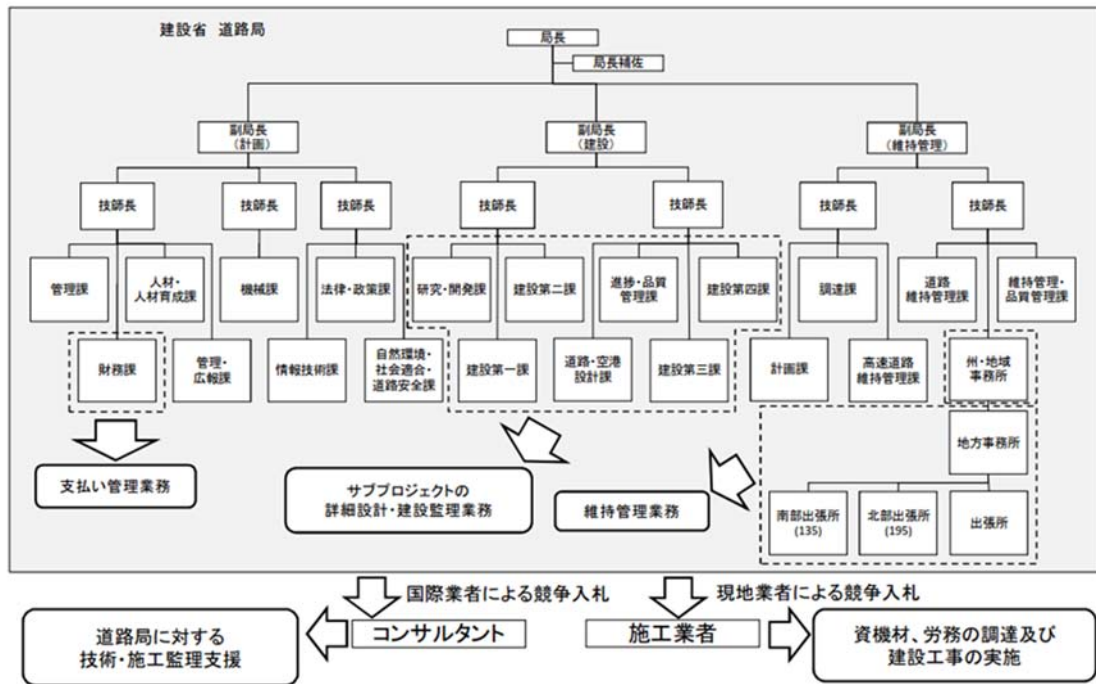 建設省 道路局
局長
局長補佐
副局長
(計画)
副局長
(建設)
副局長
(維持管理)
技師長
技師長
技師長
技師長
技師長
技師長
技師長
管理課
人材・
人材育成課
機械課
法律・政策課
研究・開発課
建設第二課
進捗・品質
管理課
建設第四課
調達課
道路
維持管理課
維持管理・
品質管理課
財務課
管理・
広報課
情報技術課
自然環境・
社会適合・
道路安全課
建設第一課
道路・空港
設計課
建設第三課
計画課
高速道路
維持管理課
州・地域
事務所
地方事務所
支払い管理業務
サブプロジェクトの
詳細設計・建設監理業務
維持管理業務
南部出張所
(135)
北部出張所
(195)
出張所
国際業者による競争入札
現地業者による競争入札
道路局に対する
技術・施工監理支援
コンサルタント
施工業者
資機材、労務の調達及び
建設工事の実施